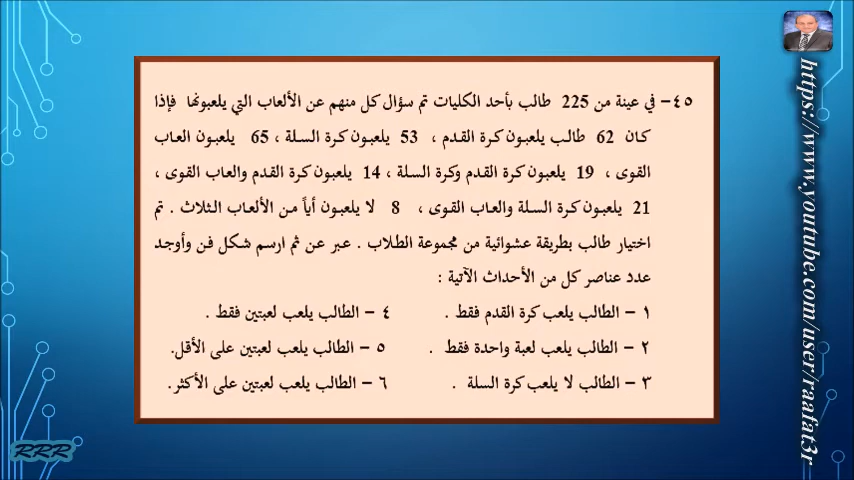 ٤٥- في عينة من 225 طالب بأحد الكليات تم سؤال كل منهم عن الألعاب التي يلعبونها فإذا
كان 62 طالب يلعبون كرة القدم ، 53 يلعبون كرة السلة ، 65 يلعبون العاب
القوى ، 19 يلعبون كرة القدم وكرة السلة ، 14 يلعبون كرة القدم والعاب القوى ،
21 يلعبون كرة السلة والعاب القوى ، 8 لا يلعبون أياً من الألعاب الثلاث . تم
اختيار طالب بطريقة عشوائية من مجموعة الطلاب . عبر عن ثم ارسم شكل فن وأوجد
عدد عناصر كل من الأحداث الآتية :
١ - الطالب يلعب كرة القدم فقط .
٢ - الطالب يلعب لعبة واحدة فقط .
٣ - الطالب لا يلعب كرة السلة .
٤ - الطالب يلعب لعبتين فقط .
٥ - الطالب يلعب لعبتين على الأقل.
٦ - الطالب يلعب لعبتين على الأكثر.
https://www.youtube.com/user/raafat3r
RRR